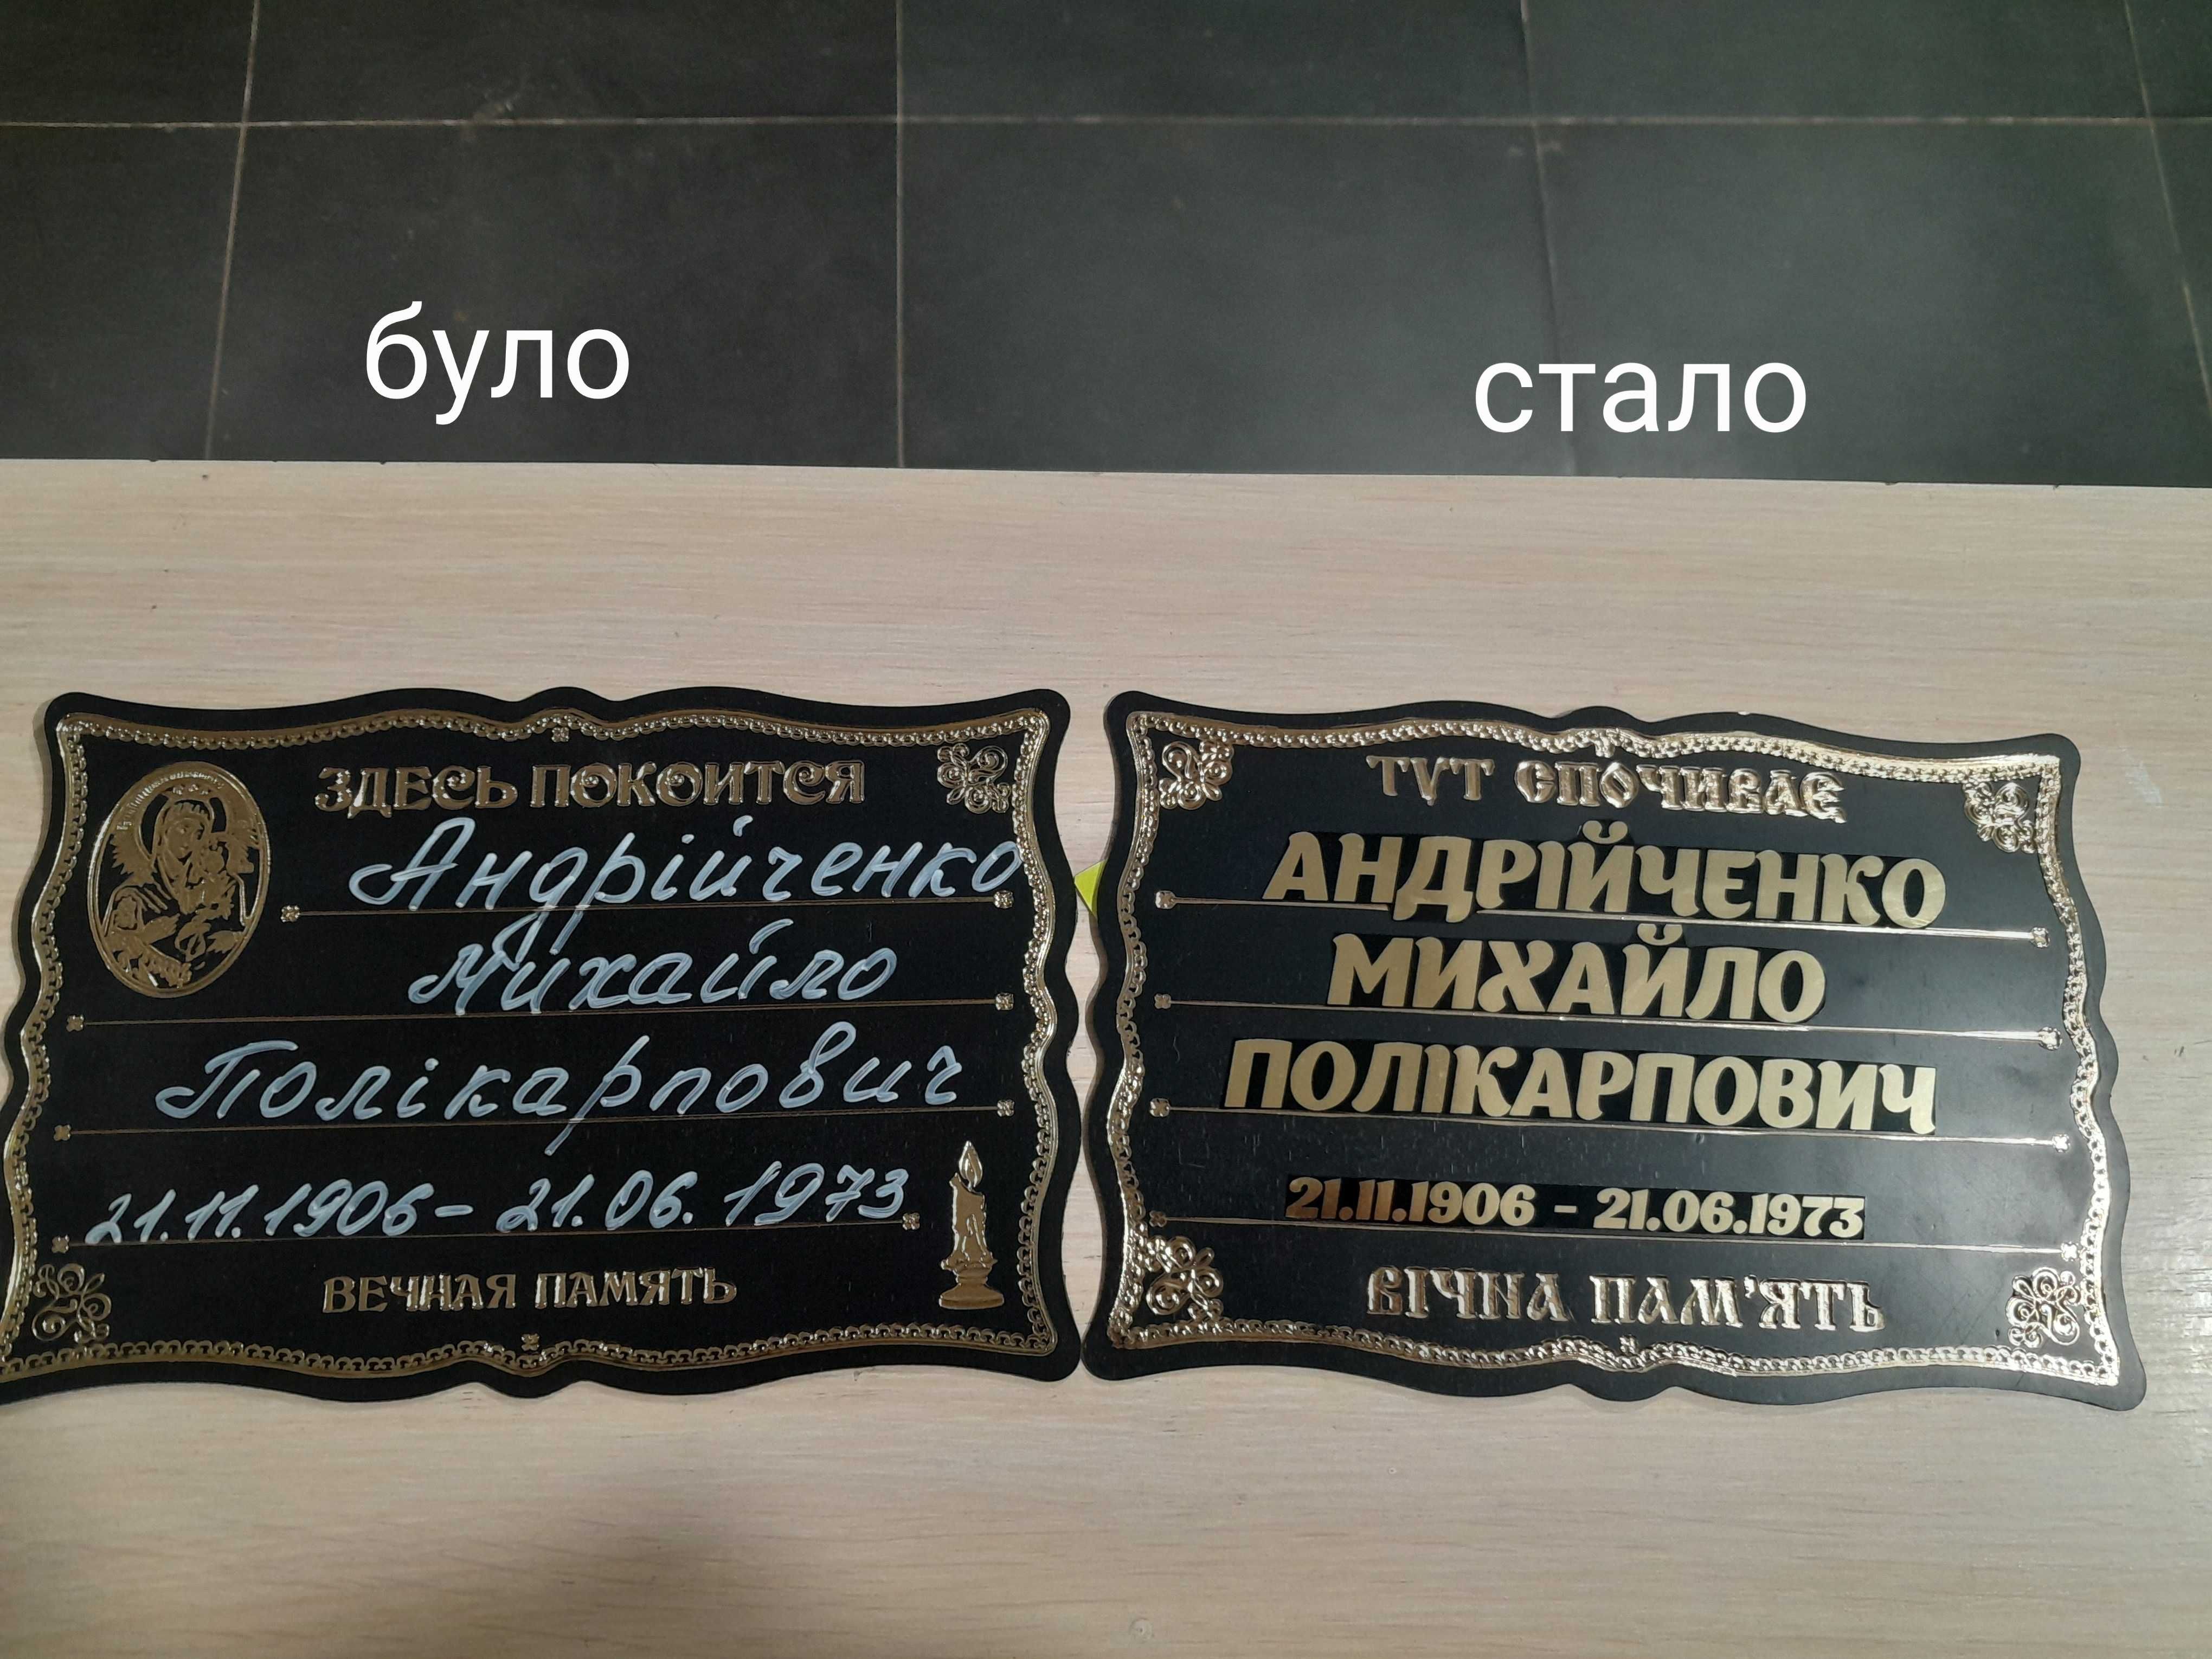 було
стало
ЗДЕСЬ ПОКОИТСЯ
Андрійченко
Михайло
Полікарпович
21.11.1906 - 21.06.1973
ВЕЧНАЯ ПАМЯТЬ
ТУТ СПОЧИВАЄ
АНДРІЙЧЕНКО
МИХАЙЛО
ПОЛІКАРПОВИЧ
21.11.1906 - 21.06.1973
ВІЧНА ПАМ'ЯТЬ